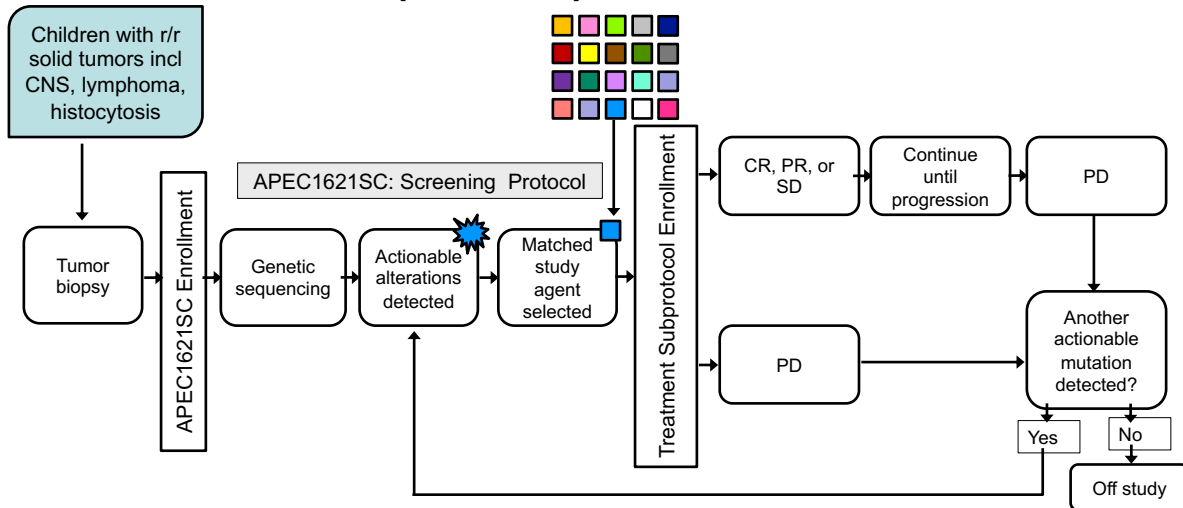 Children with r/r
solid tumors incl
CNS, lymphoma,
histocytosis
APEC1621SC: Screening Protocol
Tumor
biopsy
APEC1621SC Enrollment
Genetic
sequencing
Actionable
alterations
detected
Matched
study
agent
selected
Treatment Subprotocol Enrollment
CR, PR, or
SD
Continue
until
progression
PD
PD
Another
actionable
mutation
detected?
Yes
No
Off study